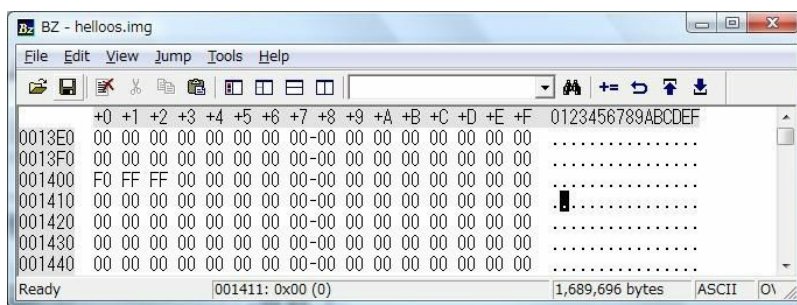 BZ - helloos.img
File Edit View Jump Tools Help
+0 +1 +2 +3 +4 +5 +6 +7 +8 +9 +A +B +C +D +E +F 0123456789ABCDEF
0013E0 00 00 00 00 00 00 00 00-00 00 00 00 00 00 00 00 ................
0013F0 00 00 00 00 00 00 00 00-00 00 00 00 00 00 00 00 ................
001400 F0 FF FF 00 00 00 00 00-00 00 00 00 00 00 00 00 ................
001410 00 00 00 00 00 00 00 00-00 00 00 00 00 00 00 00 ................
001420 00 00 00 00 00 00 00 00-00 00 00 00 00 00 00 00 ................
001430 00 00 00 00 00 00 00 00-00 00 00 00 00 00 00 00 ................
001440 00 00 00 00 00 00 00 00-00 00 00 00 00 00 00 00 ................
Ready 001411: 0x00 (0) 1,689,696 bytes ASCII